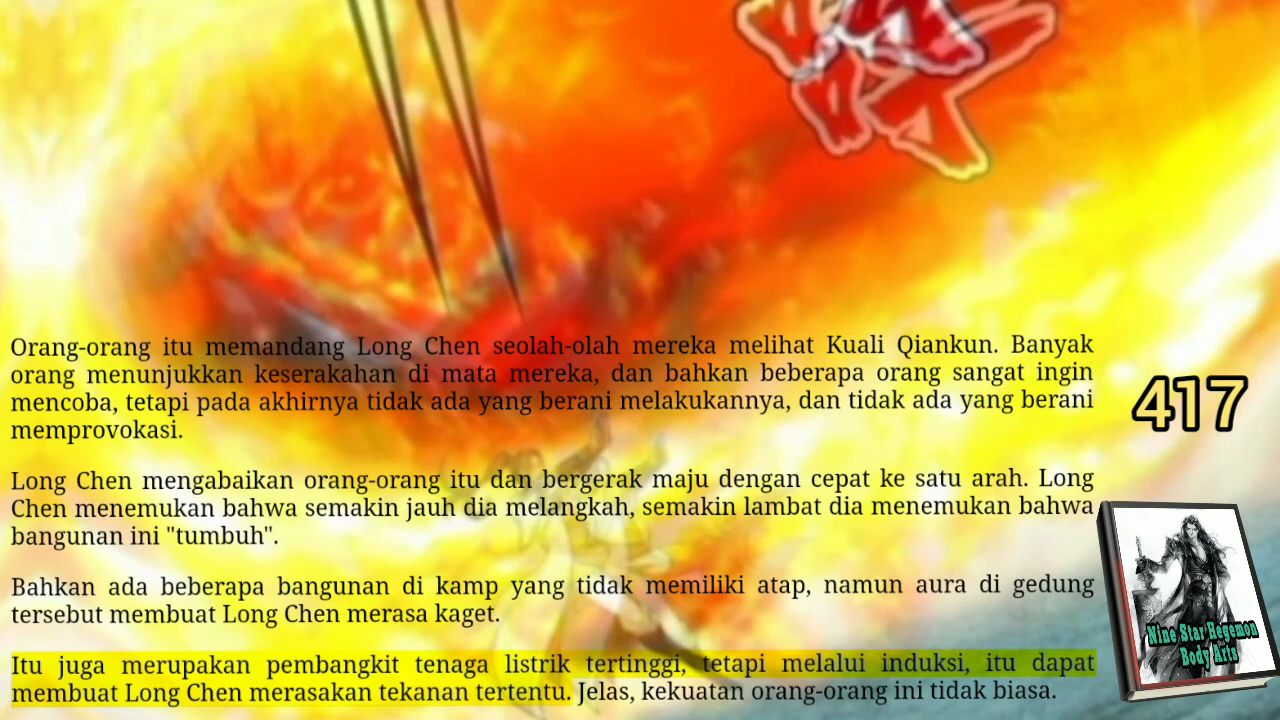 Orang-orang itu memandang Long Chen seolah-olah mereka melihat Kuali Qiankun. Banyak
orang menunjukkan keserakahan di mata mereka, dan bahkan beberapa orang sangat ingin
mencoba, tetapi pada akhirnya tidak ada yang berani melakukannya, dan tidak ada yang berani
memprovokasi.
Long Chen mengabaikan orang-orang itu dan bergerak maju dengan cepat ke satu arah. Long
Chen menemukan bahwa semakin jauh dia melangkah, semakin lambat dia menemukan bahwa
bangunan ini "tumbuh".
Bahkan ada beberapa bangunan di kamp yang tidak memiliki atap, namun aura di gedung
tersebut membuat Long Chen merasa kaget.
Itu juga merupakan pembangkit tenaga listrik tertinggi, tetapi melalui induksi, itu dapat
membuat Long Chen merasakan tekanan tertentu. Jelas, kekuatan orang-orang ini tidak biasa.
417
Nine Star Hegemon
Body Arts